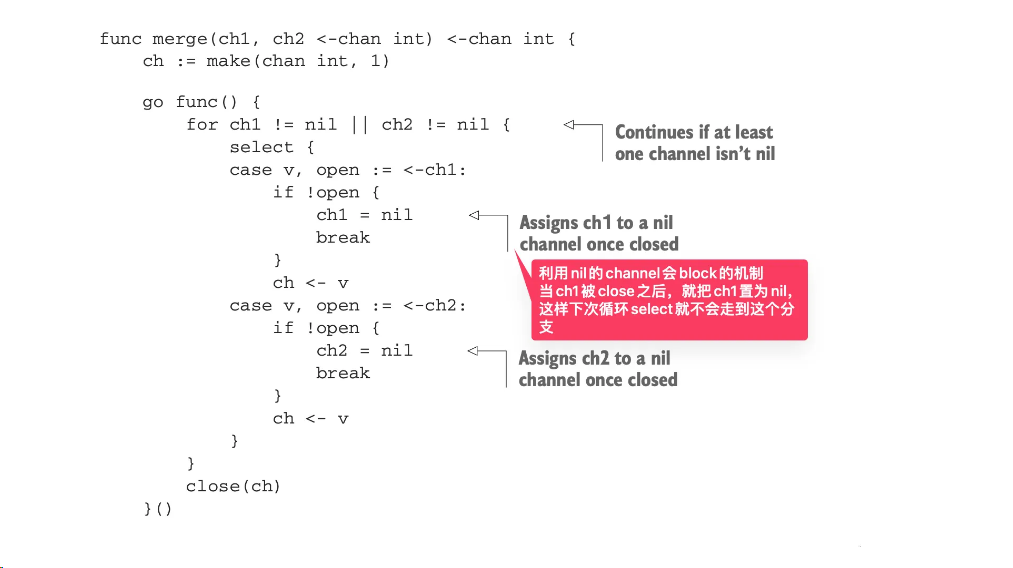 func merge(ch1, ch2 <-chan int) <-chan int {
    ch := make(chan int, 1)
    go func() {
        for ch1 != nil || ch2 != nil {
Continues if at least
one channel isn't nil
            select {
            case v, open := <-ch1:
                if !open {
                    ch1 = nil
Assigns ch1 to a nil
channel once closed
                    break
                }
                ch <- v
利用nil的channel会block的机制
当ch1被close之后，就把ch1置为nil，
这样下次循环select就不会走到这个分
支
            case v, open := <-ch2:
                if !open {
                    ch2 = nil
Assigns ch2 to a nil
channel once closed
                    break
                }
                ch <- v
            }
        }
        close(ch)
    }()